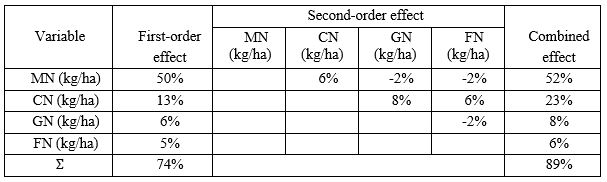 Variable First-order effect Second-order effect Combined effect
MN (kg/ha) CN (kg/ha) GN (kg/ha) FN (kg/ha)
MN (kg/ha) 50% 6% -2% -2% 52%
CN (kg/ha) 13% 8% 6% 23%
GN (kg/ha) 6% -2% 8%
FN (kg/ha) 5% 6%
Σ 74% 89%